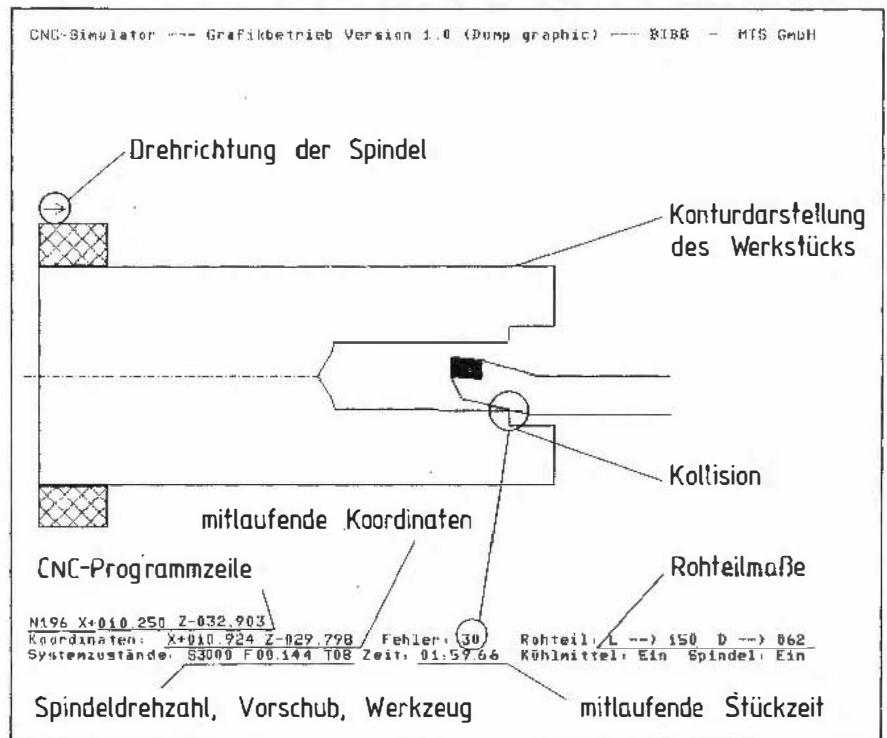 CNC-Simulator --- Grafikbetrieb Version 1.0 (Dump graphic) --- BIBB - MTS GmbH
Drehrichtung der Spindel
Konturdarstellung
des Werkstücks
Kollision
mitlaufende Koordinaten
CNC-Programmzeile
Rohteilmaße
N196 X+010.250 Z-032.903
Koordinaten: X+010.924 Z-029.798 Fehler: 30 Rohteil: L --> 150 D --> 062
Systemzustände: S3000 F00.144 T08 Zeit: 01:59.66 Kühlmittel: Ein Spindel: Ein
Spindeldrehzahl, Vorschub, Werkzeug
mitlaufende Stückzeit